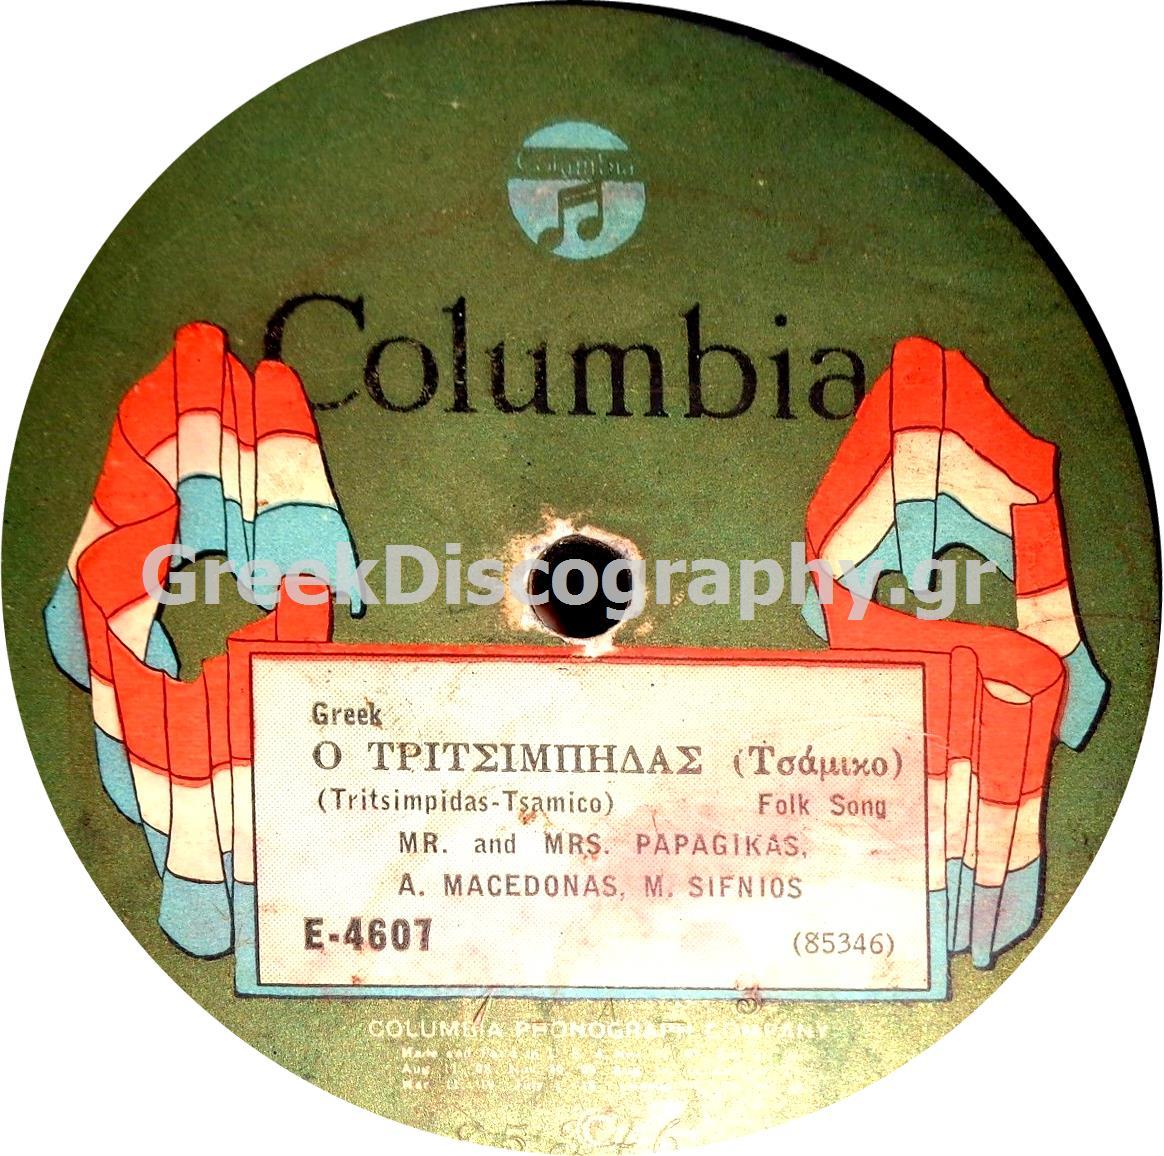 Columbia
Columbia
GreekDiscography.gr
Greek
Ο ΤΡΙΤΣΙΜΠΗΔΑΣ (Τσάμικο)
(Tritsimpidas-Tsamico) Folk Song
MR. and MRS. PAPAGIKAS,
A. MACEDONAS, M. SIFNIOS
E-4607 (85346)
COLUMBIA PHONOGRAPH COMPANY